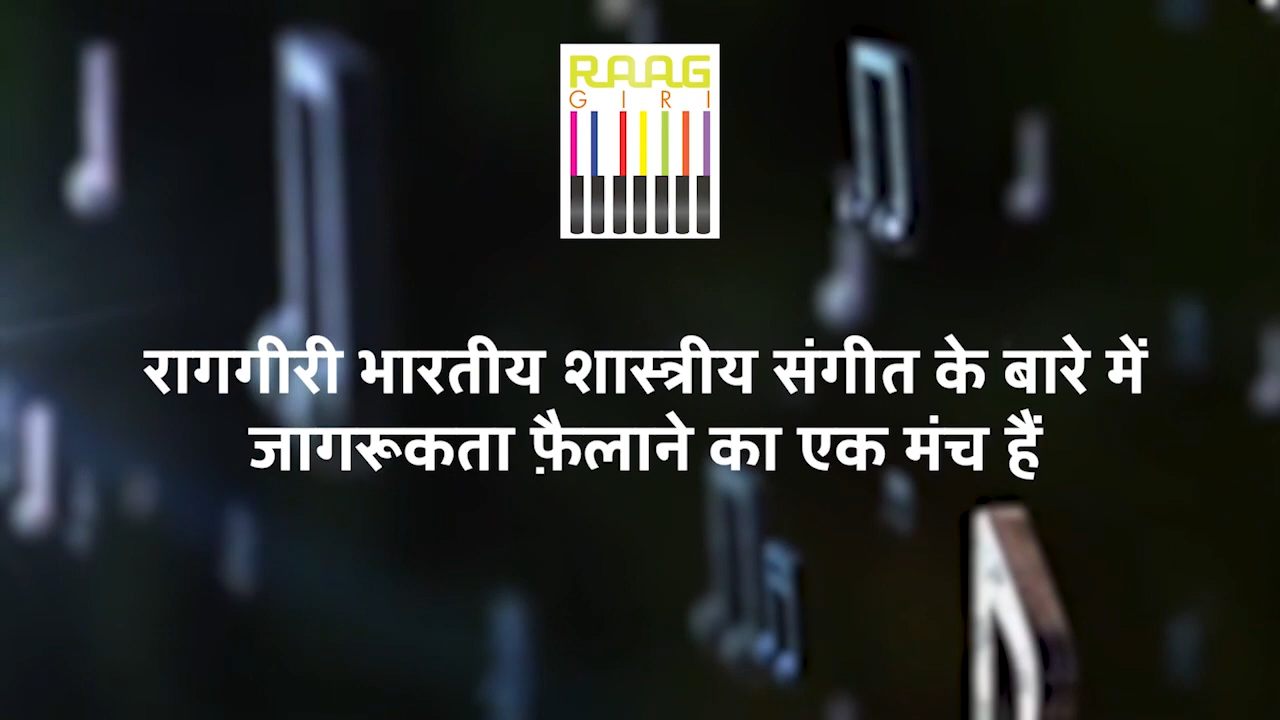 RAAG
GIRI
रागगीरी भारतीय शास्त्रीय संगीत के बारे में
जागरूकता फ़ैलाने का एक मंच हैं